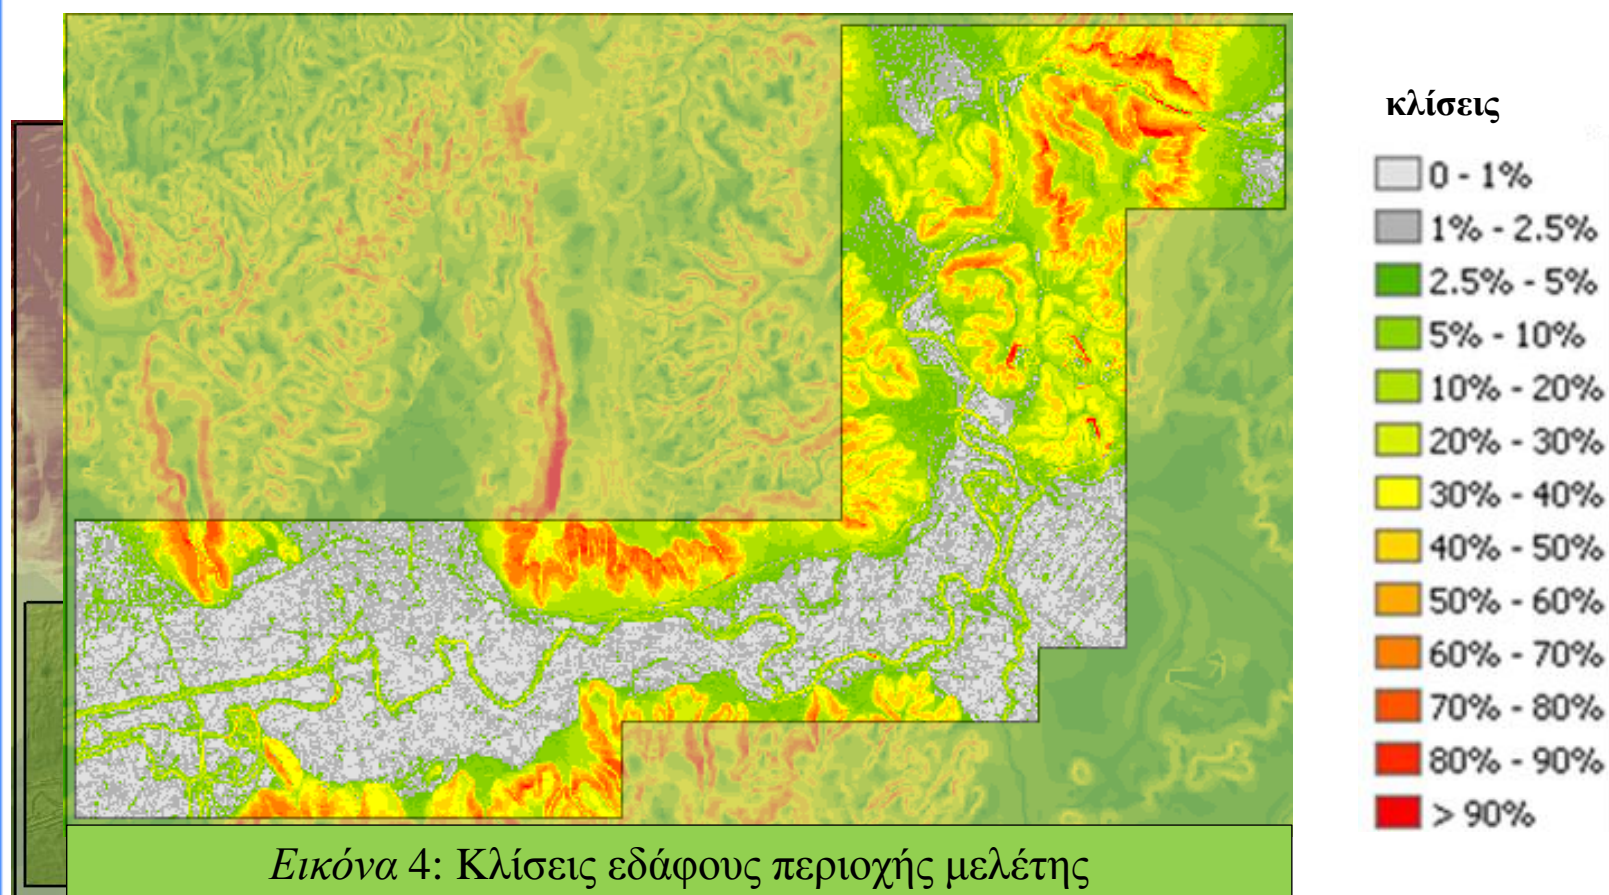 κλίσεις
0 - 1%
1% - 2.5%
2.5% - 5%
5% - 10%
10% - 20%
20% - 30%
30% - 40%
40% - 50%
50% - 60%
60% - 70%
70% - 80%
80% - 90%
> 90%
Εικόνα 4: Κλίσεις εδάφους περιοχής μελέτης